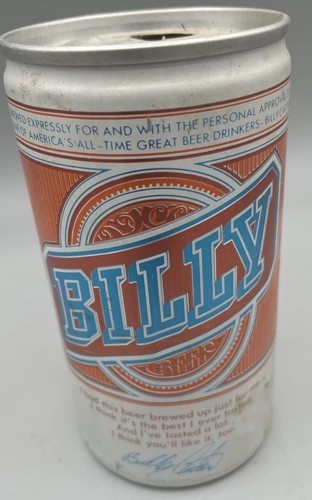 EXPRESSLY FOR AND WITH THE PERSONAL APPROVAL
OF AMERICA'S ALL-TIME GREAT BEER DRINKERS-BILLY
BILLY
BEER
I had this beer brewed up just for me.
I think it's the best I ever tasted.
And I've tasted a lot.
I think you'll like it, too.
Billy Carter